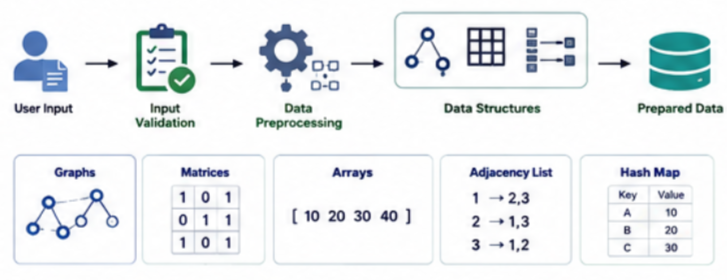 User Input
Input
Validation
Data
Preprocessing
Data Structures
Prepared Data
Graphs
Matrices
1 0 1
0 1 1
1 0 1
Arrays
[ 10 20 30 40 ]
Adjacency List
1 → 2,3
2 → 1,3
3 → 1,2
Hash Map
Key Value
A 10
B 20
C 30